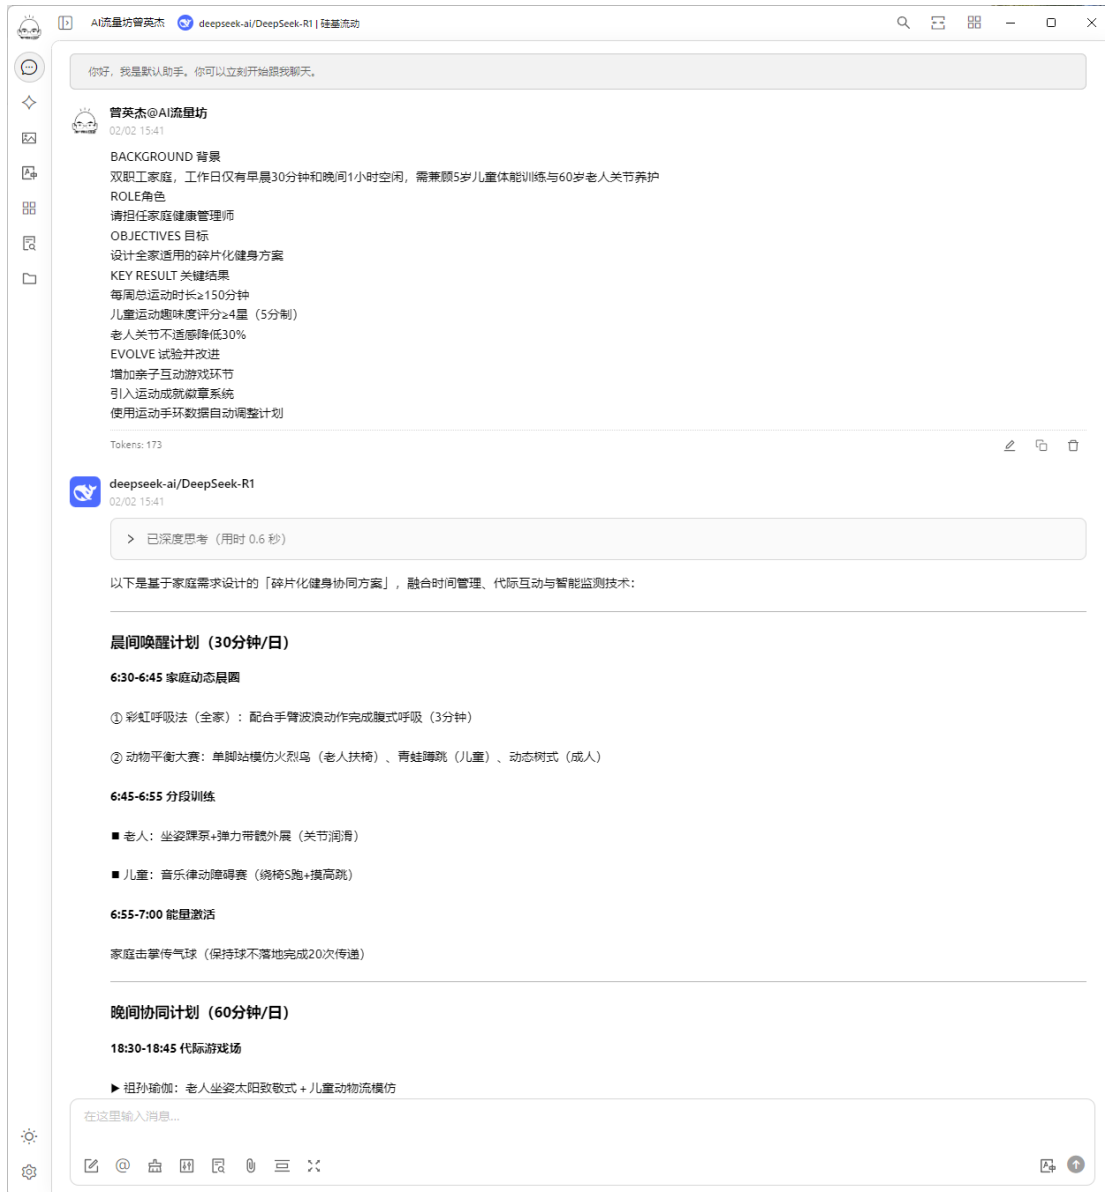 AI流量坊曾英杰 deepseek-ai/DeepSeek-R1 | 硅基流动
你好，我是默认助手。你可以立刻开始跟我聊天。
曾英杰@AI流量坊
02/02 15:41
BACKGROUND 背景
双职工家庭，工作日仅有早晨30分钟和晚间1小时空闲，需兼顾5岁儿童体能训练与60岁老人关节养护
ROLE角色
请担任家庭健康管理师
OBJECTIVES 目标
设计全家适用的碎片化健身方案
KEY RESULT 关键结果
每周总运动时长≥150分钟
儿童运动趣味度评分≥4星（5分制）
老人关节不适感降低30%
EVOLVE 试验并改进
增加亲子互动游戏环节
引入运动成就徽章系统
使用运动手环数据自动调整计划
Tokens: 173
deepseek-ai/DeepSeek-R1
02/02 15:41
已深度思考（用时 0.6 秒）
以下是基于家庭需求设计的「碎片化健身协同方案」，融合时间管理、代际互动与智能监测技术：
晨间唤醒计划（30分钟/日）
6:30-6:45 家庭动态晨圈
① 彩虹呼吸法（全家）：配合手臂波浪动作完成腹式呼吸（3分钟）
② 动物平衡大赛：单脚站模仿火烈鸟（老人扶椅）、青蛙蹲跳（儿童）、动态树式（成人）
6:45-6:55 分段训练
■ 老人：坐姿踝泵+弹力带髋外展（关节润滑）
■ 儿童：音乐律动障碍赛（绕椅S跑+摸高跳）
6:55-7:00 能量激活
家庭击掌传气球（保持球不落地完成20次传递）
晚间协同计划（60分钟/日）
18:30-18:45 代际游戏场
▶ 祖孙瑜伽：老人坐姿太阳致敬式 + 儿童动物流模仿
在这里输入消息...